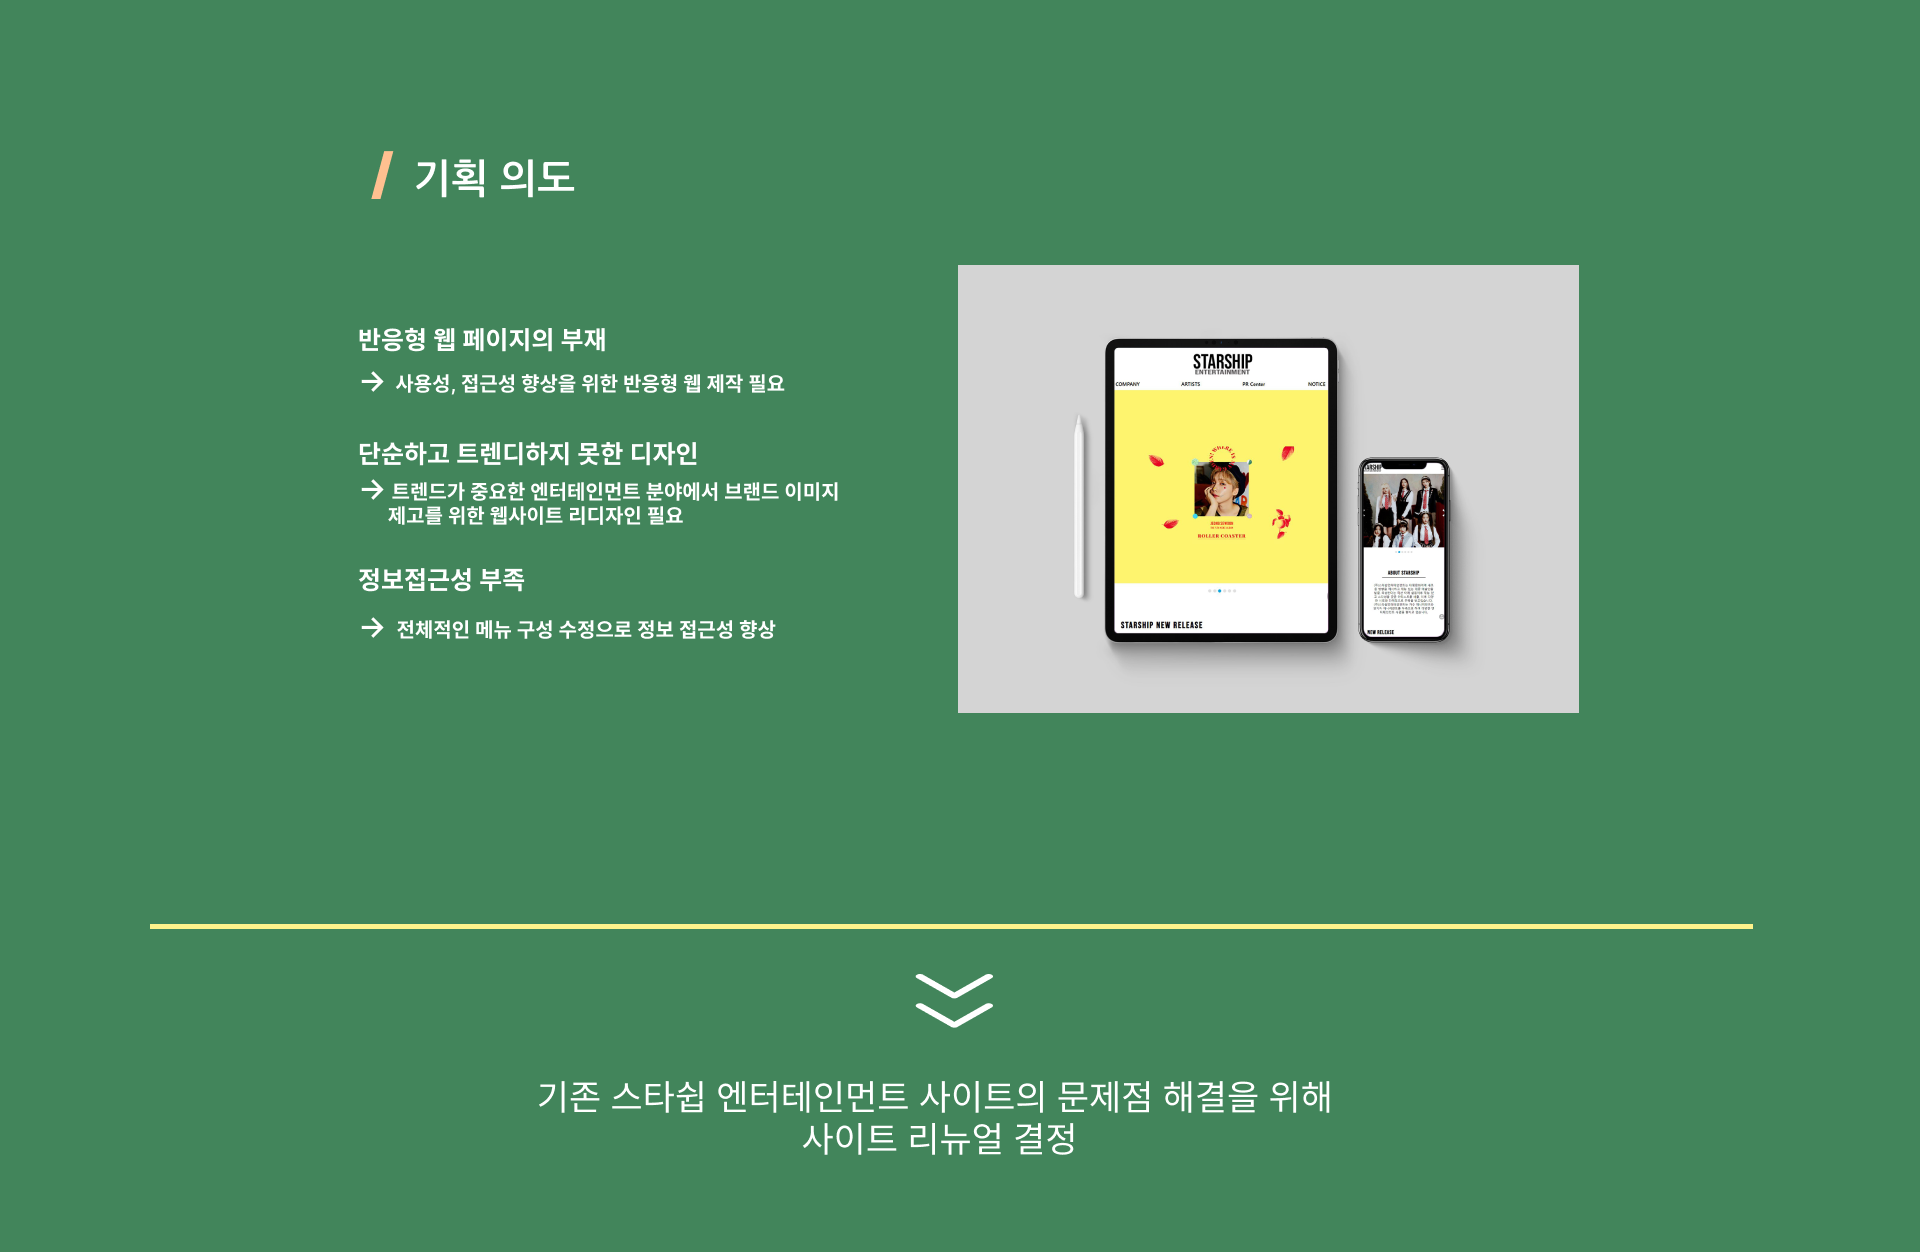 / 기획 의도
반응형 웹 페이지의 부재
→ 사용성, 접근성 향상을 위한 반응형 웹 제작 필요
단순하고 트렌디하지 못한 디자인
→ 트렌드가 중요한 엔터테인먼트 분야에서 브랜드 이미지
제고를 위한 웹사이트 리디자인 필요
정보접근성 부족
→ 전체적인 메뉴 구성 수정으로 정보 접근성 향상
STARSHIP
ENTERTAINMENT
COMPANY ARTISTS PR Center NOTICE
ROLLER COASTER
STARSHIP NEW RELEASE
ABOUT STARSHIP
NEW RELEASE
기존 스타쉽 엔터테인먼트 사이트의 문제점 해결을 위해
사이트 리뉴얼 결정